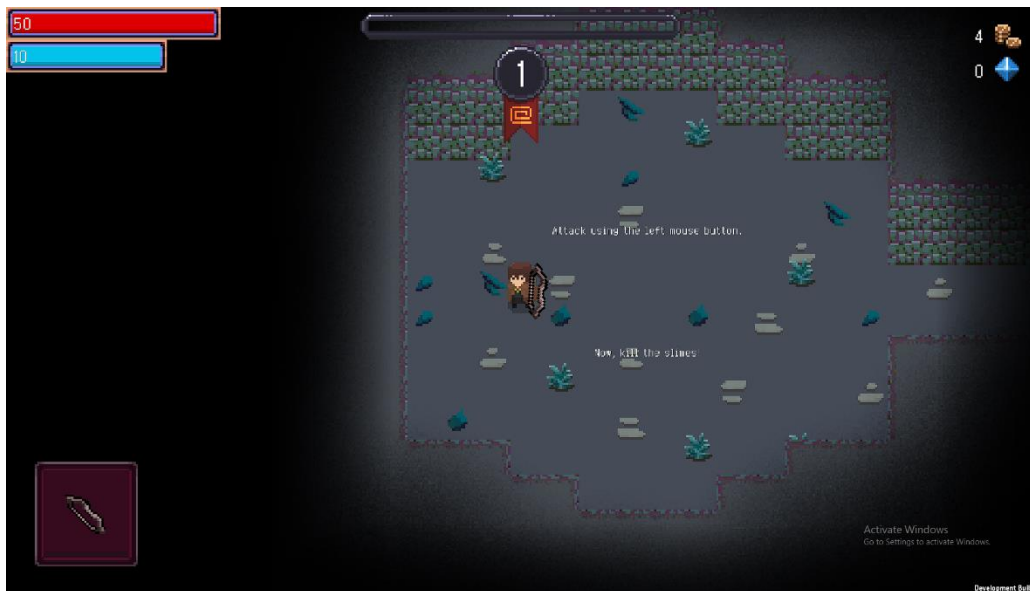 50
10
4
0
1
Attack using the left mouse button.
Now, kill the slimes
Activate Windows
Go to Settings to activate Windows.